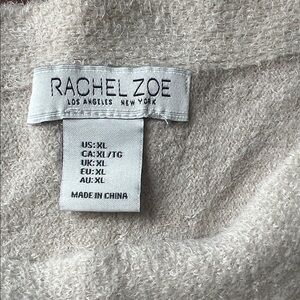 RACHEL ZOE
LOS ANGELES NEW YORK
US: XL
CA: XL/TG
UK: XL
EU: XL
AU: XL
MADE IN CHINA